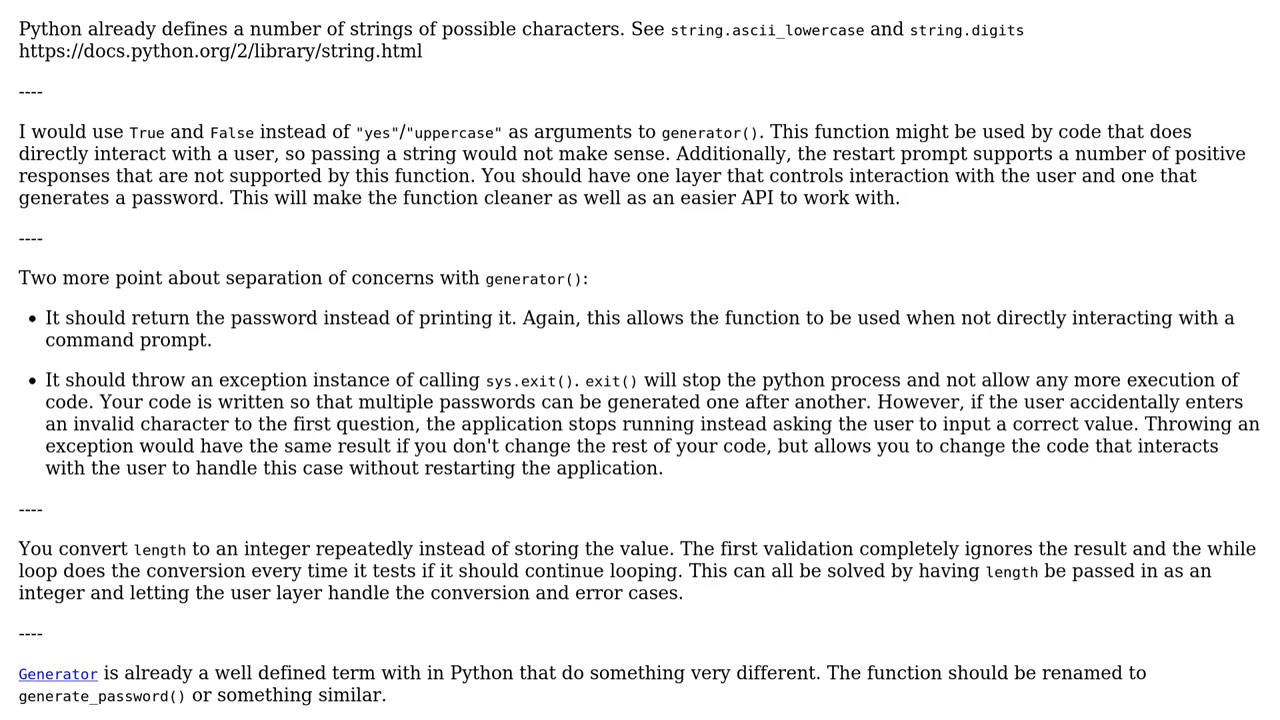 Python already defines a number of strings of possible characters. See string.ascii_lowercase and string.digits
https://docs.python.org/2/library/string.html
----
I would use True and False instead of "yes"/"uppercase" as arguments to generator(). This function might be used by code that does
directly interact with a user, so passing a string would not make sense. Additionally, the restart prompt supports a number of positive
responses that are not supported by this function. You should have one layer that controls interaction with the user and one that
generates a password. This will make the function cleaner as well as an easier API to work with.
----
Two more point about separation of concerns with generator():
• It should return the password instead of printing it. Again, this allows the function to be used when not directly interacting with a
command prompt.
• It should throw an exception instance of calling sys.exit(). exit() will stop the python process and not allow any more execution of
code. Your code is written so that multiple passwords can be generated one after another. However, if the user accidentally enters
an invalid character to the first question, the application stops running instead asking the user to input a correct value. Throwing an
exception would have the same result if you don't change the rest of your code, but allows you to change the code that interacts
with the user to handle this case without restarting the application.
----
You convert length to an integer repeatedly instead of storing the value. The first validation completely ignores the result and the while
loop does the conversion every time it tests if it should continue looping. This can all be solved by having length be passed in as an
integer and letting the user layer handle the conversion and error cases.
----
Generator is already a well defined term with in Python that do something very different. The function should be renamed to
generate_password() or something similar.